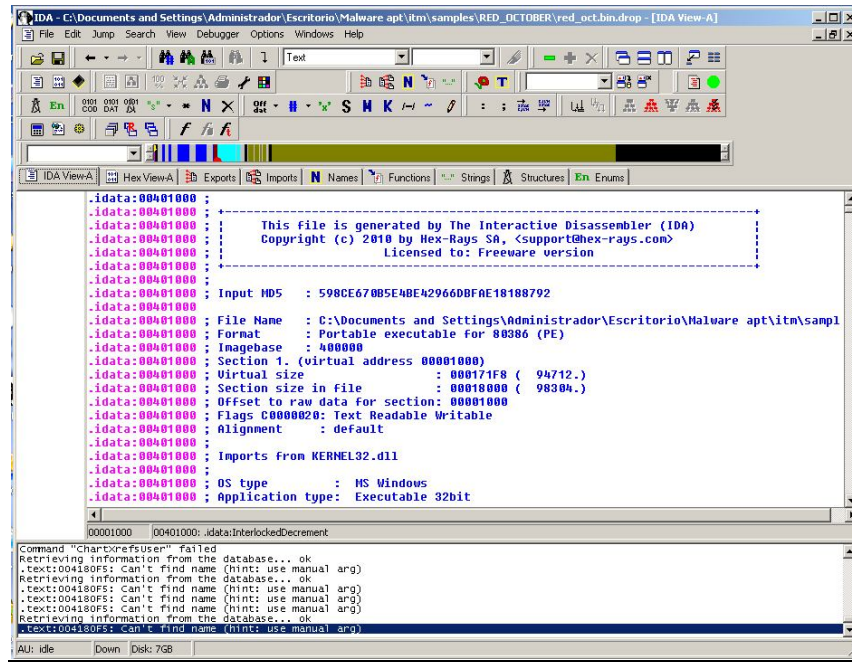 IDA - C:\Documents and Settings\Administrador\Escritorio\Malware apt\itm\samples\RED_OCTOBER\red_oct.bin.drop - [IDA View-A]
File Edit Jump Search View Debugger Options Windows Help
Text
En
S M K
IDA View-A Hex View-A Exports Imports N Names Functions Strings Structures En Enums
.idata:00401000 ;
.idata:00401000 ; +-------------------------------------------------------------------------+
.idata:00401000 ; ¦ This file is generated by The Interactive Disassembler (IDA) ¦
.idata:00401000 ; ¦ Copyright (c) 2010 by Hex-Rays SA, <support@hex-rays.com> ¦
.idata:00401000 ; ¦ Licensed to: Freeware version ¦
.idata:00401000 ; +-------------------------------------------------------------------------+
.idata:00401000 ;
.idata:00401000 ; Input MD5 : 598CE670B5E4BE42966DBFAE18188792
.idata:00401000
.idata:00401000 ; File Name : C:\Documents and Settings\Administrador\Escritorio\Malware apt\itm\sampl
.idata:00401000 ; Format : Portable executable for 80386 (PE)
.idata:00401000 ; Imagebase : 400000
.idata:00401000 ; Section 1. (virtual address 00001000)
.idata:00401000 ; Virtual size : 000171F8 ( 94712.)
.idata:00401000 ; Section size in file : 00018000 ( 98304.)
.idata:00401000 ; Offset to raw data for section: 00001000
.idata:00401000 ; Flags C0000020: Text Readable Writable
.idata:00401000 ; Alignment : default
.idata:00401000 ;
.idata:00401000 ; Imports from KERNEL32.dll
.idata:00401000 ;
.idata:00401000 ; OS type : MS Windows
.idata:00401000 ; Application type: Executable 32bit
00001000 00401000: .idata:InterlockedDecrement
Command "ChartXrefsUser" failed
Retrieving information from the database... ok
.text:004180F5: Can't find name (hint: use manual arg)
Retrieving information from the database... ok
.text:004180F5: Can't find name (hint: use manual arg)
.text:004180F5: Can't find name (hint: use manual arg)
.text:004180F5: Can't find name (hint: use manual arg)
Retrieving information from the database... ok
.text:004180F5: Can't find name (hint: use manual arg)
AU: idle Down Disk: 7GB